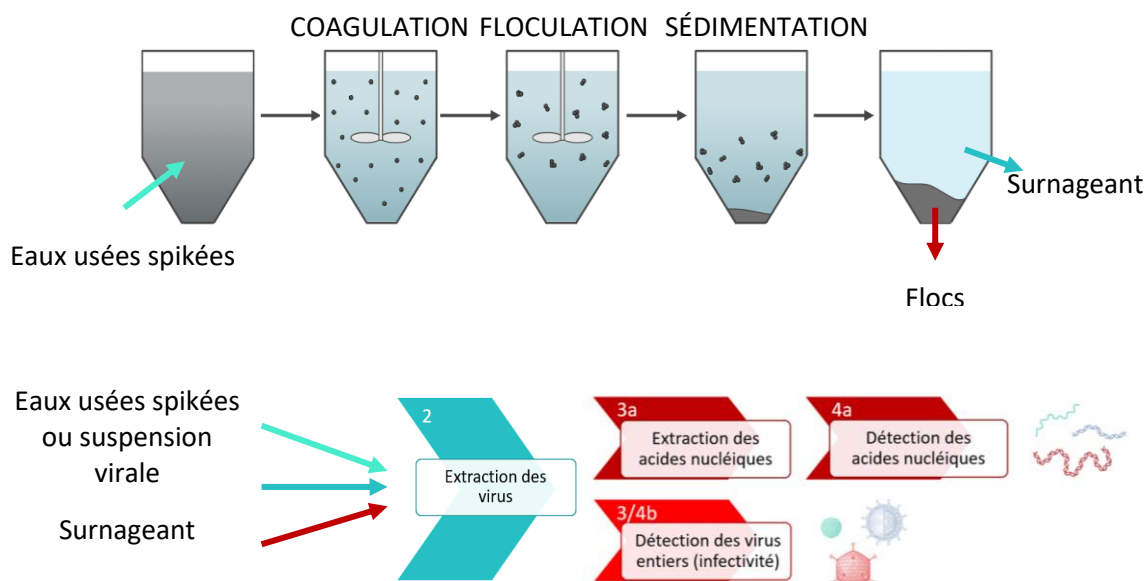 COAGULATION FLOCULATION SÉDIMENTATION
Surnageant
Eaux usées spikées
Flocs
Eaux usées spikées
ou suspension
virale
Surnageant
2
Extraction des
virus
3a
Extraction des
acides nucléiques
4a
Détection des
acides nucléiques
3/4b
Détection des virus
entiers (infectivité)